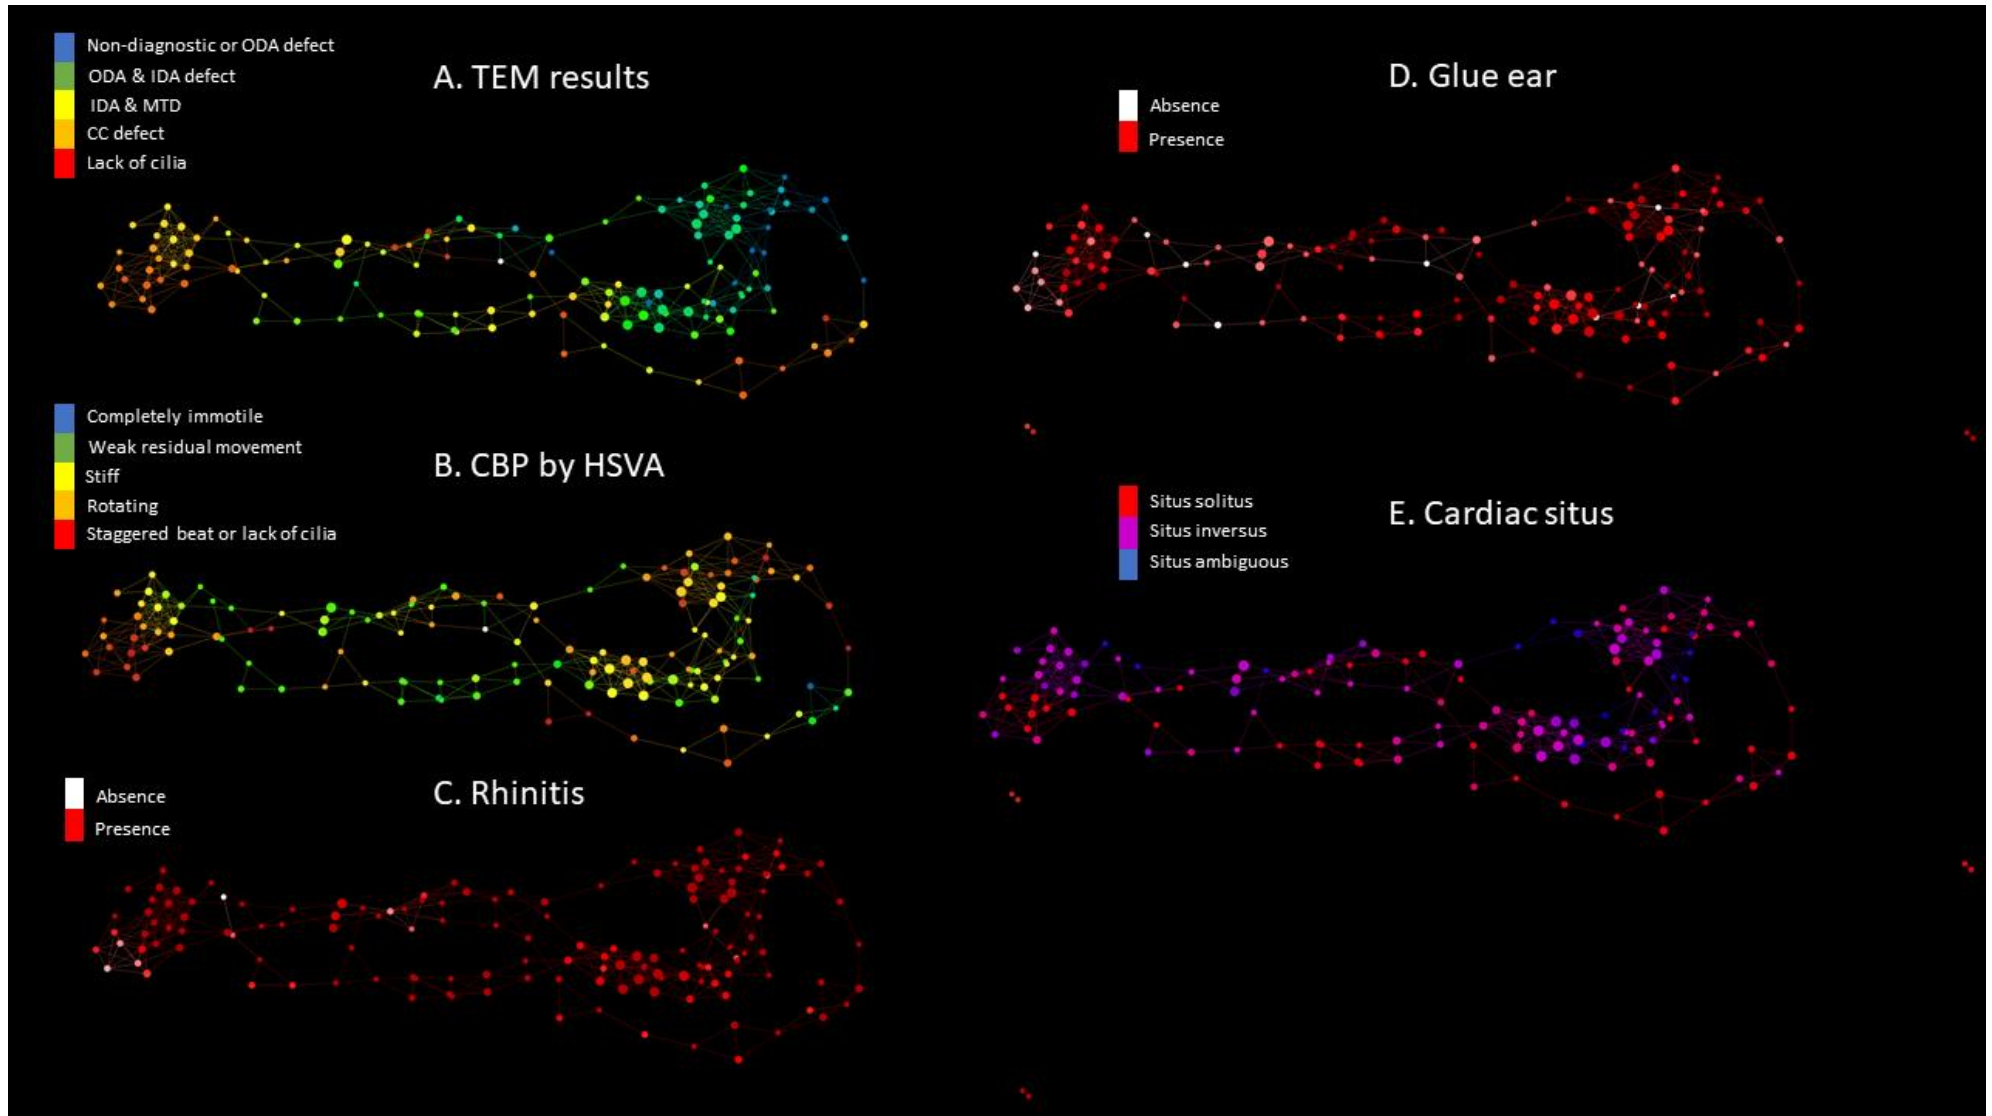 Non-diagnostic or ODA defect
ODA & IDA defect
IDA & MTD
CC defect
Lack of cilia
A. TEM results
Completely immotile
Weak residual movement
Stiff
Rotating
Staggered beat or lack of cilia
B. CBP by HSVA
Absence
Presence
C. Rhinitis
D. Glue ear
Absence
Presence
E. Cardiac situs
Situs solitus
Situs inversus
Situs ambiguous